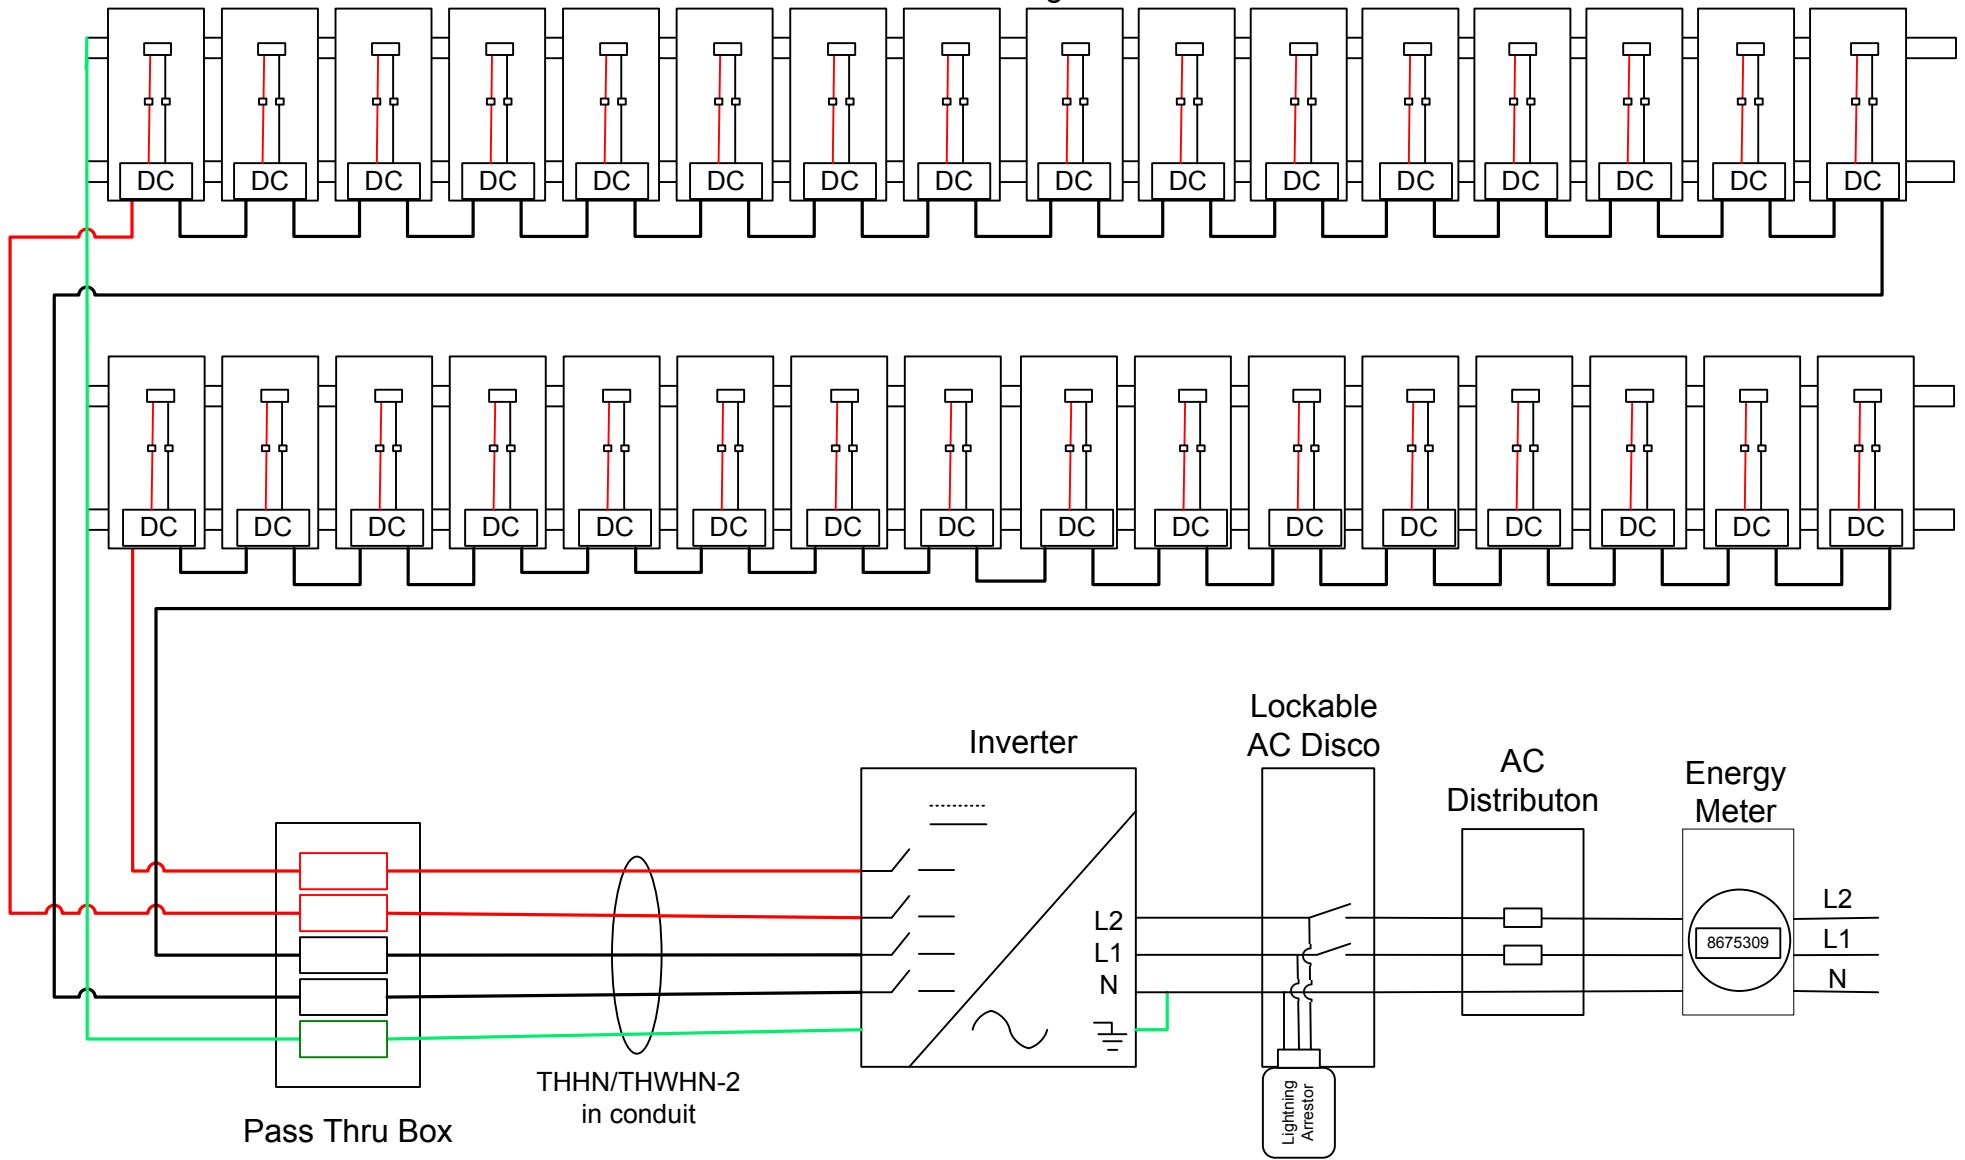 DC DC DC DC DC DC DC DC DC DC DC DC DC DC DC DC
DC DC DC DC DC DC DC DC DC DC DC DC DC DC DC DC
Lockable
AC Disco
Inverter
AC
Distributon
Energy
Meter
L2
L1
N
8675309
L2
L1
N
THHN/THWHN-2
in conduit
Lightning
Arrestor
Pass Thru Box